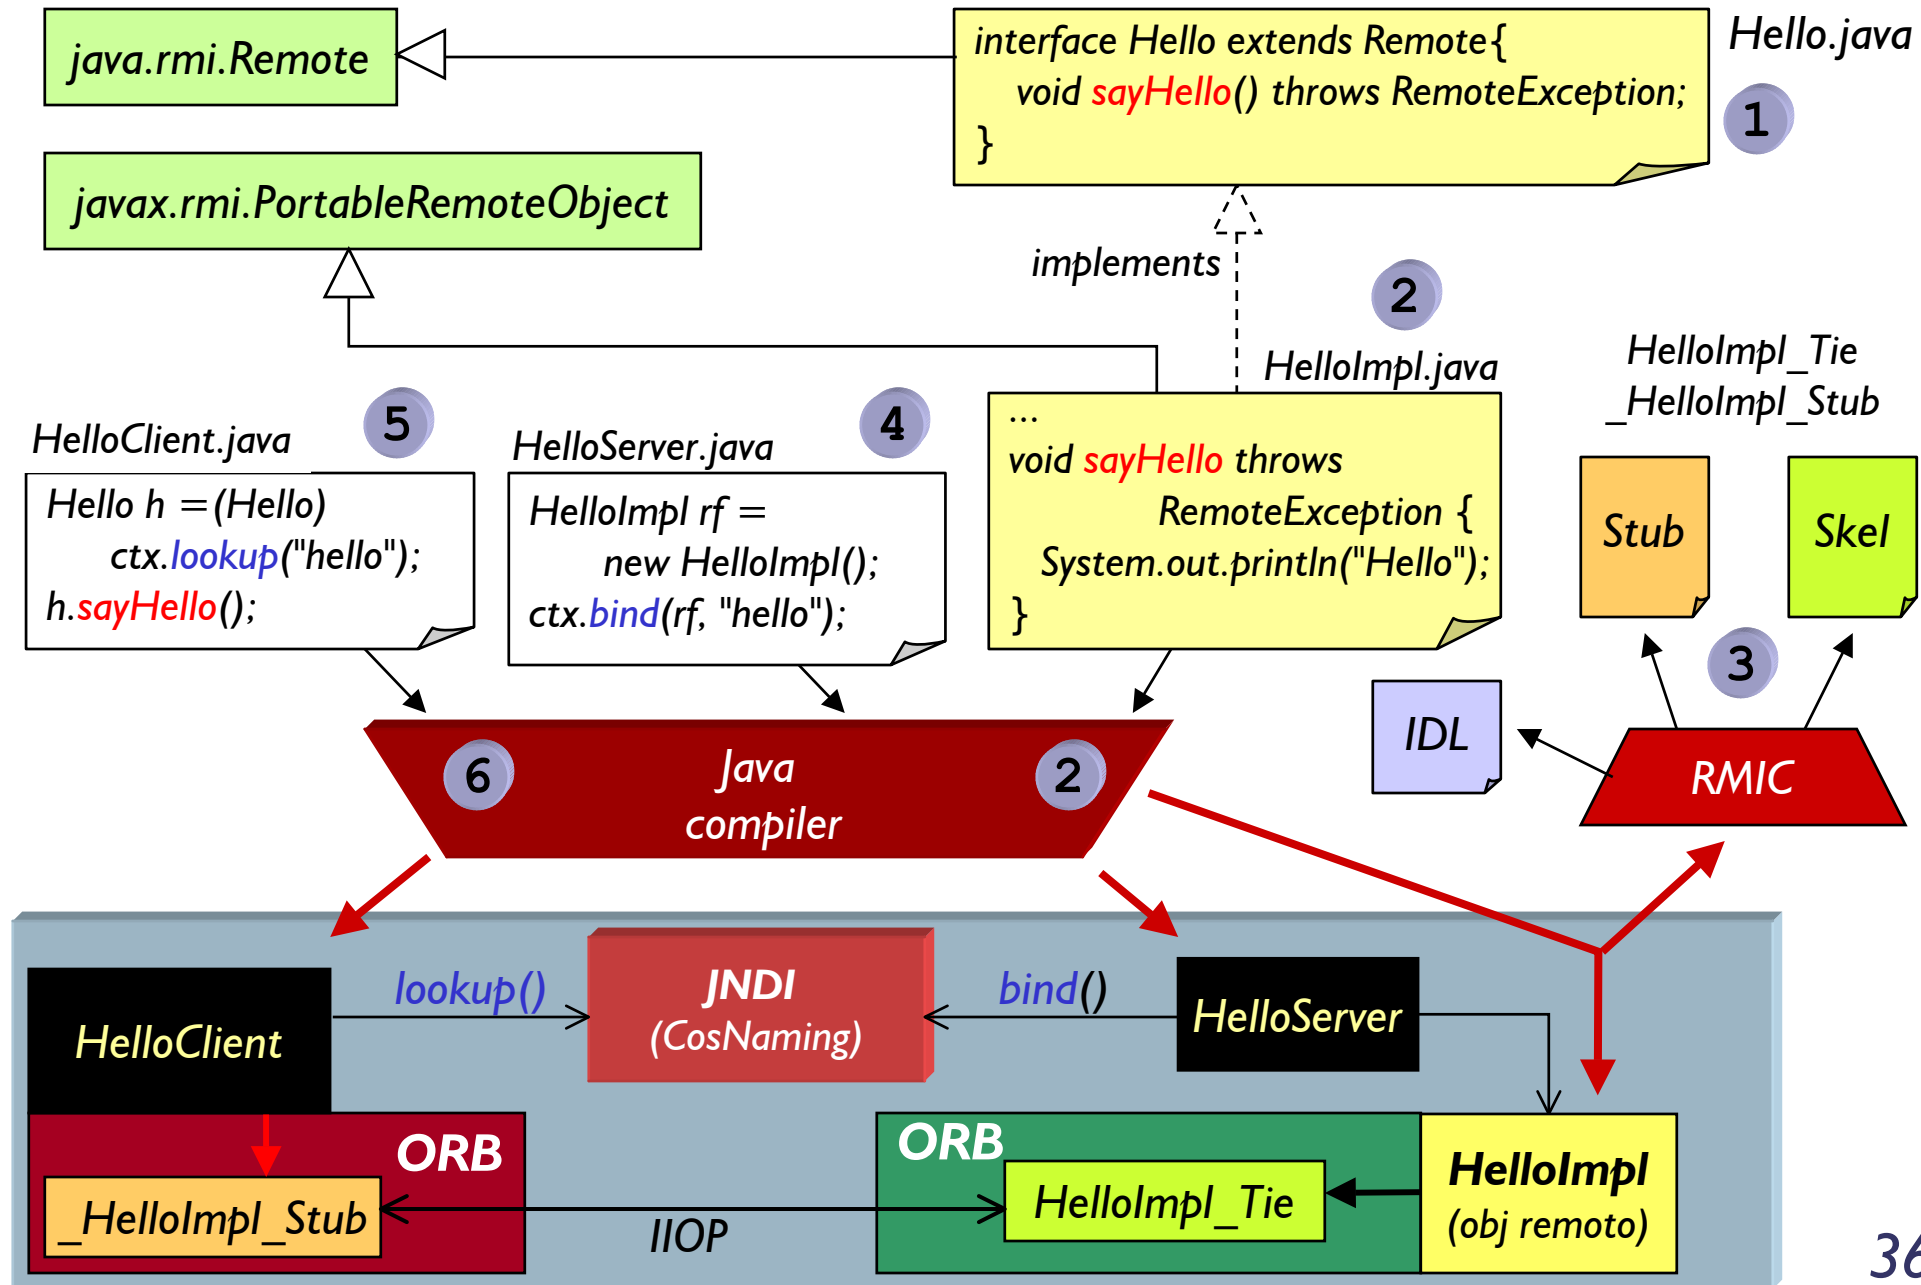 java.rmi.Remote
interface Hello extends Remote{
void sayHello() throws RemoteException;
}
Hello.java
1
javax.rmi.PortableRemoteObject
implements
2
HelloImpl.java
HelloImpl_Tie
_HelloImpl_Stub
5
HelloClient.java
Hello h =(Hello)
ctx.lookup("hello");
h.sayHello();
4
HelloServer.java
HelloImpl rf =
new HelloImpl();
ctx.bind(rf, "hello");
...
void sayHello throws
RemoteException {
System.out.println("Hello");
}
Stub
Skel
3
IDL
RMIC
6
Java
compiler
2
HelloClient
lookup()
JNDI
(CosNaming)
bind()
HelloServer
ORB
_HelloImpl_Stub
IIOP
ORB
HelloImpl_Tie
HelloImpl
(obj remoto)
36